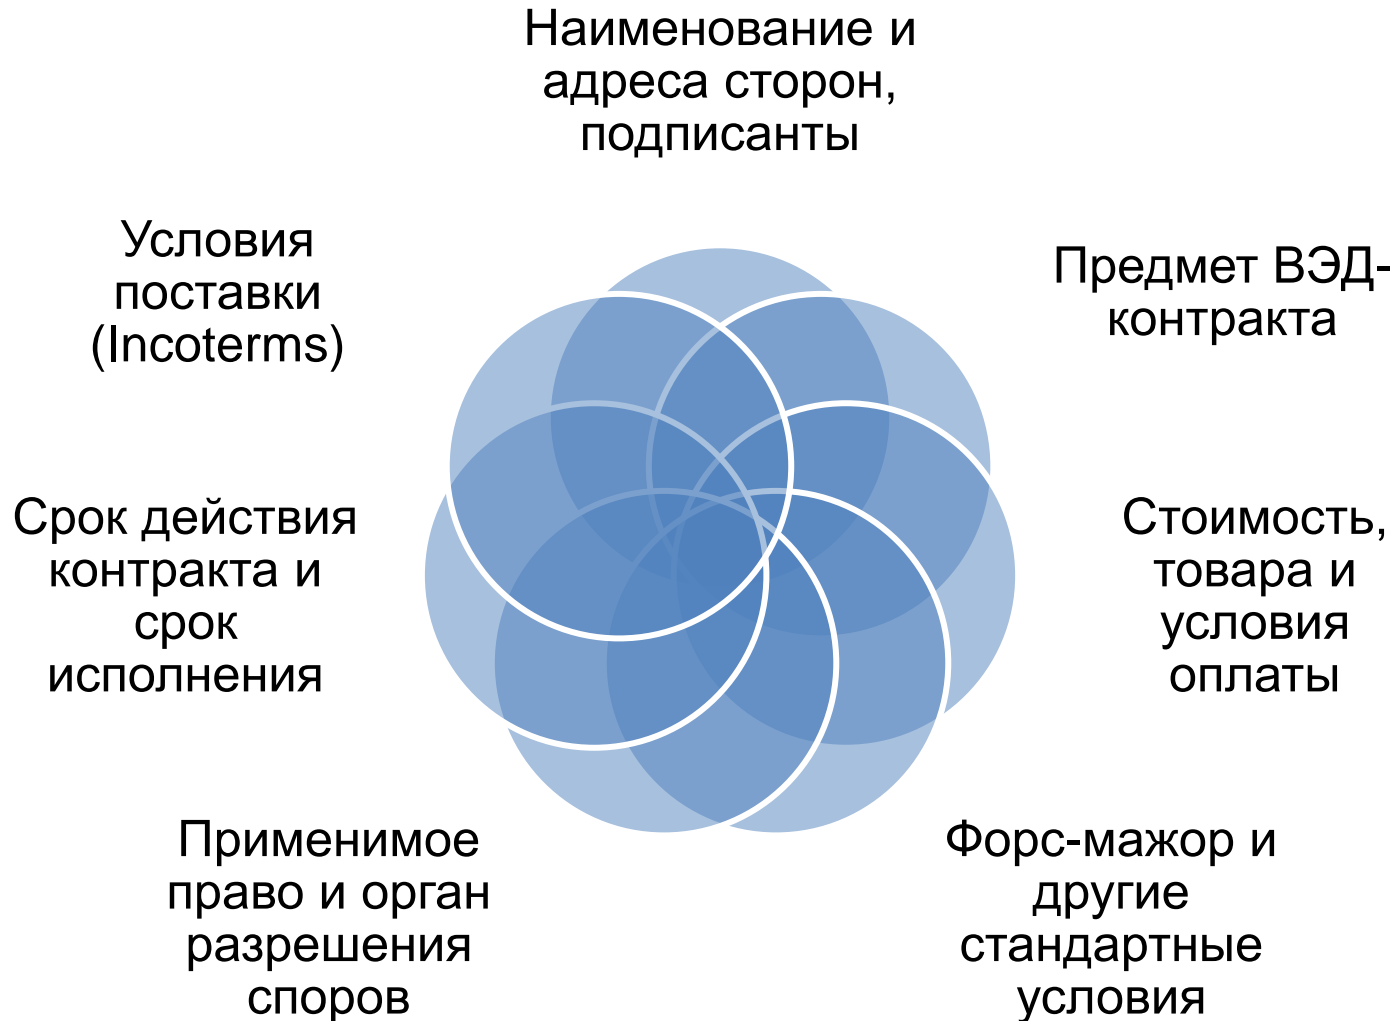 Наименование и
адреса сторон,
подписанты
Предмет ВЭД-
контракта
Стоимость,
товара и
условия
оплаты
Форс-мажор и
другие
стандартные
условия
Применимое
право и орган
разрешения
споров
Срок действия
контракта и
срок
исполнения
Условия
поставки
(Incoterms)